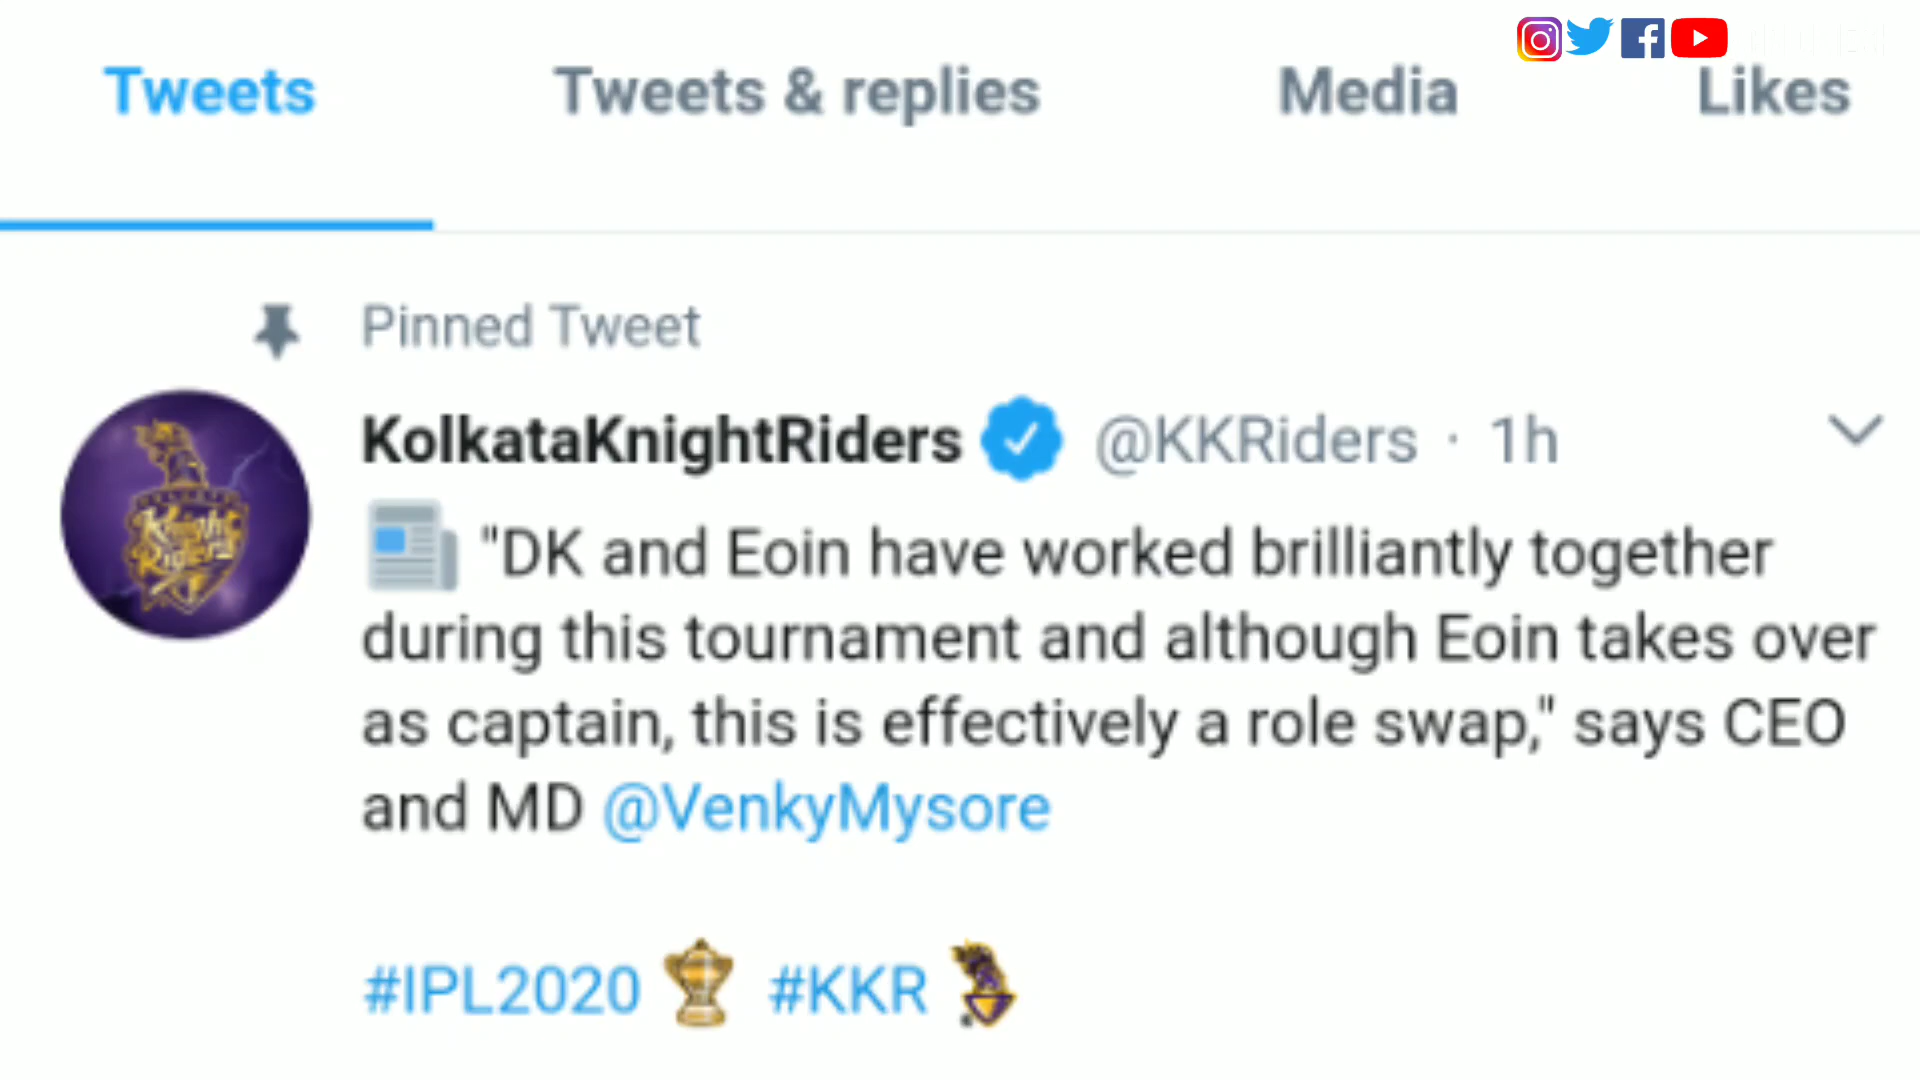 Tweets Tweets & replies Media Likes
Pinned Tweet
KolkataKnightRiders @KKRiders · 1h
"DK and Eoin have worked brilliantly together
during this tournament and although Eoin takes over
as captain, this is effectively a role swap," says CEO
and MD @VenkyMysore
#IPL2020 #KKR
Knight
Riders